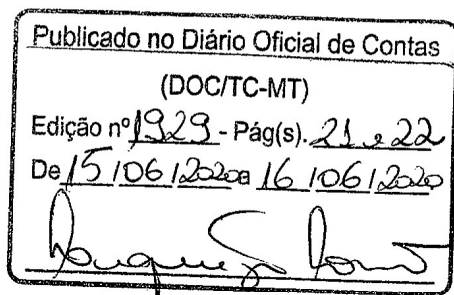 Publicado no Diário Oficial de Contas
(DOC/TC-MT)
Edição nº 1929 - Pág(s). 21 e 22
De 15/06/2020 a 16/06/2020